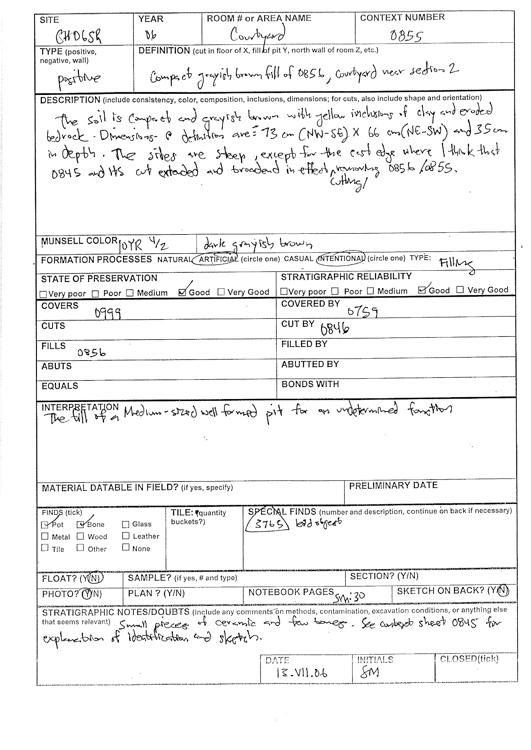 SITE YEAR ROOM # or AREA NAME CONTEXT NUMBER
CHD6SR 06 Courtyard 0855
TYPE (positive, negative, wall) DEFINITION (cut in floor of X, fill of pit Y, north wall of room Z, etc.)
positive Compact grayish brown fill of 0856, courtyard near section 2
DESCRIPTION (include consistency, color, composition, inclusions, dimensions; for cuts, also include shape and orientation)
The soil is compact and grayish brown with yellow inclusions of clay and eroded
bedrock. Dimensions definition are: 73 cm (NW-SE) X 66 cm (NE-SW) and 35 cm
in depth. The sides are steep, except for the east edge where I think that
0845 and its cut extended and broadened in effect, removing 0856/0855.
cutting/
MUNSELL COLOR 10YR 4/2 dark grayish brown
FORMATION PROCESSES NATURAL ARTIFICIAL (circle one) CASUAL INTENTIONAL (circle one) TYPE: Filling
STATE OF PRESERVATION STRATIGRAPHIC RELIABILITY
Very poor Poor Medium Good Very Good Very poor Poor Medium Good Very Good
COVERS 0999 COVERED BY 0759
CUTS CUT BY 0846
FILLS 0856 FILLED BY
ABUTS ABUTTED BY
EQUALS BONDS WITH
INTERPRETATION
The fill of a Medium-sized well formed pit for an undetermined function
MATERIAL DATABLE IN FIELD? (if yes, specify) PRELIMINARY DATE
FINDS (tick) TILE: (quantity buckets?) SPECIAL FINDS (number and description, continue on back if necessary)
Pot Bone Glass 3765 object
Metal Wood Leather
Tile Other None
FLOAT? (Y/N) SAMPLE? (if yes, # and type) SECTION? (Y/N)
PHOTO? (Y/N) PLAN ? (Y/N) NOTEBOOK PAGES SM:30 SKETCH ON BACK? (Y/N)
STRATIGRAPHIC NOTES/DOUBTS (include any comments on methods, contamination, excavation conditions, or anything else
that seems relevant) Small pieces of ceramic and few bones. See context sheet 0845 for
explanation of identification and sketch.
DATE INITIALS CLOSED(tick)
13.VII.06 SM